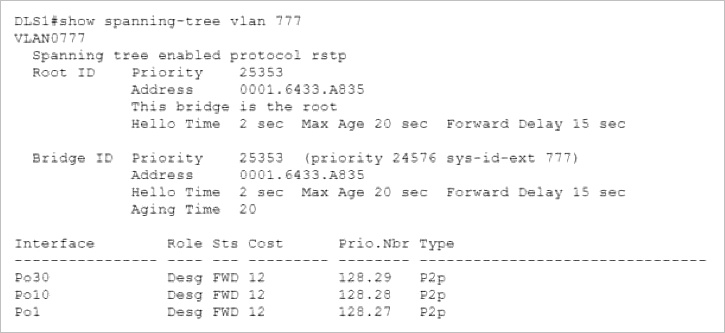 DLS1#show spanning-tree vlan 777
VLAN0777
  Spanning tree enabled protocol rstp
  Root ID    Priority    25353
             Address     0001.6433.A835
             This bridge is the root
             Hello Time  2 sec  Max Age 20 sec  Forward Delay 15 sec

  Bridge ID  Priority    25353  (priority 24576 sys-id-ext 777)
             Address     0001.6433.A835
             Hello Time  2 sec  Max Age 20 sec  Forward Delay 15 sec
             Aging Time  20

Interface        Role Sts Cost      Prio.Nbr Type
---------------- ---- --- --------- -------- --------------------------------
Po30             Desg FWD 12        128.29   P2p
Po10             Desg FWD 12        128.28   P2p
Po1              Desg FWD 12        128.27   P2p